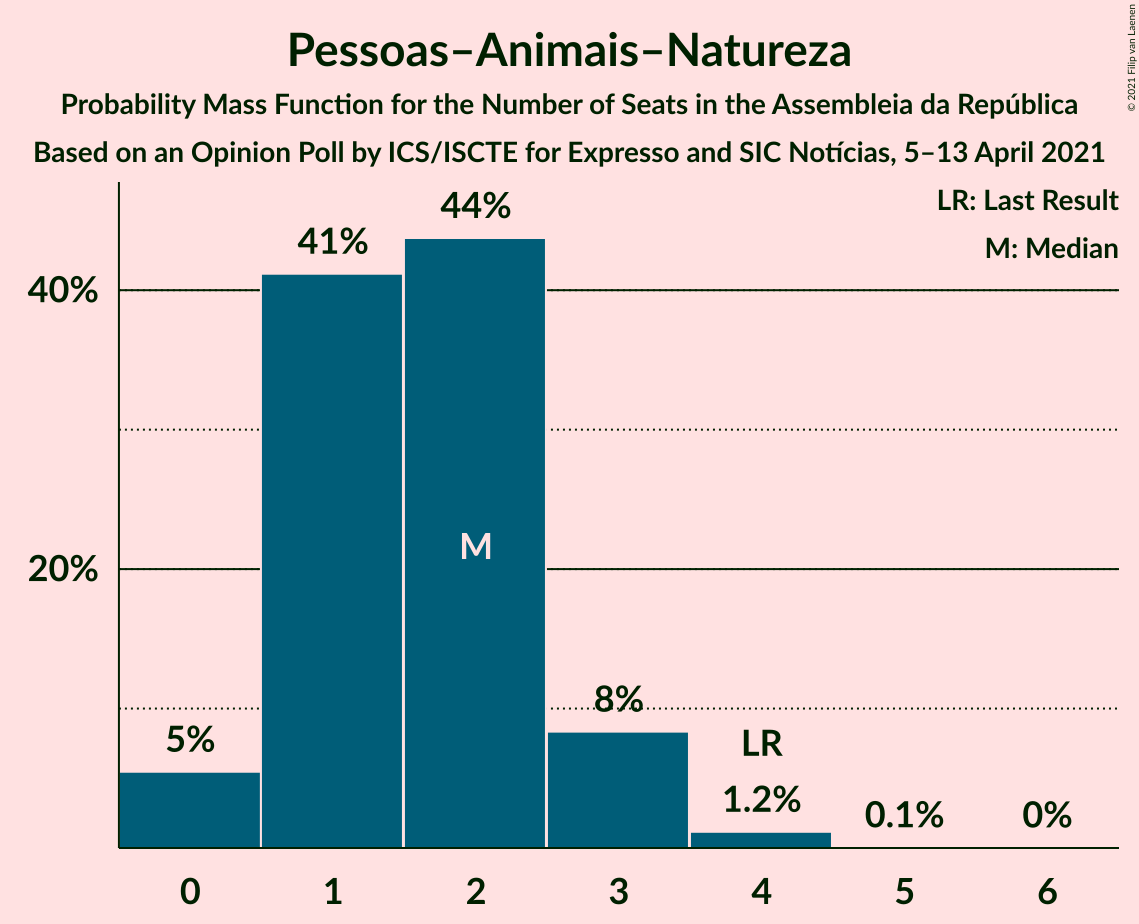 Pessoas–Animais–Natureza
Probability Mass Function for the Number of Seats in the Assembleia da República
Based on an Opinion Poll by ICS/ISCTE for Expresso and SIC Notícias, 5–13 April 2021
© 2021 Filip van Laenen
LR: Last Result
M: Median
44%
41%
40%
M
20%
8%
5%
LR
1.2%
0.1%
0%
0 1 2 3 4 5 6